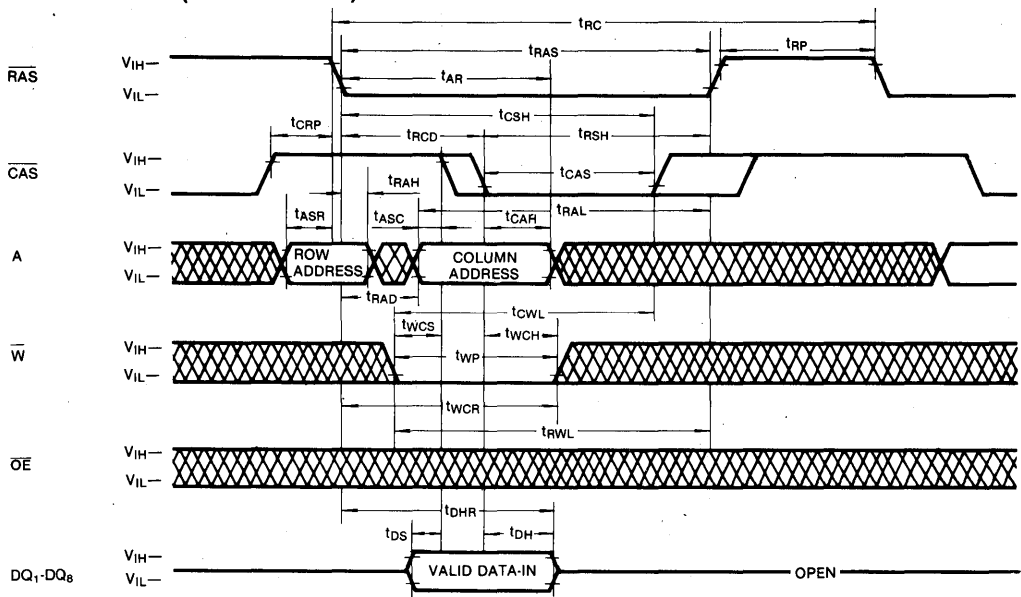 tRC
tRAS
tRP
RAS
VIH—
VIL—
tAR
tCSH
tCRP
tRCD
tRSH
CAS
VIH—
VIL—
tRAH
tCAS
tRAL
tASR
tASC
tCAH
A
VIH—
VIL—
ROW
ADDRESS
COLUMN
ADDRESS
tRAD
tCWL
tWCS
tWCH
W
VIH—
VIL—
tWP
tWCR
tRWL
OE
VIH—
VIL—
tDHR
tDS
tDH
DQ1-DQ8
VIH—
VIL—
VALID DATA-IN
OPEN